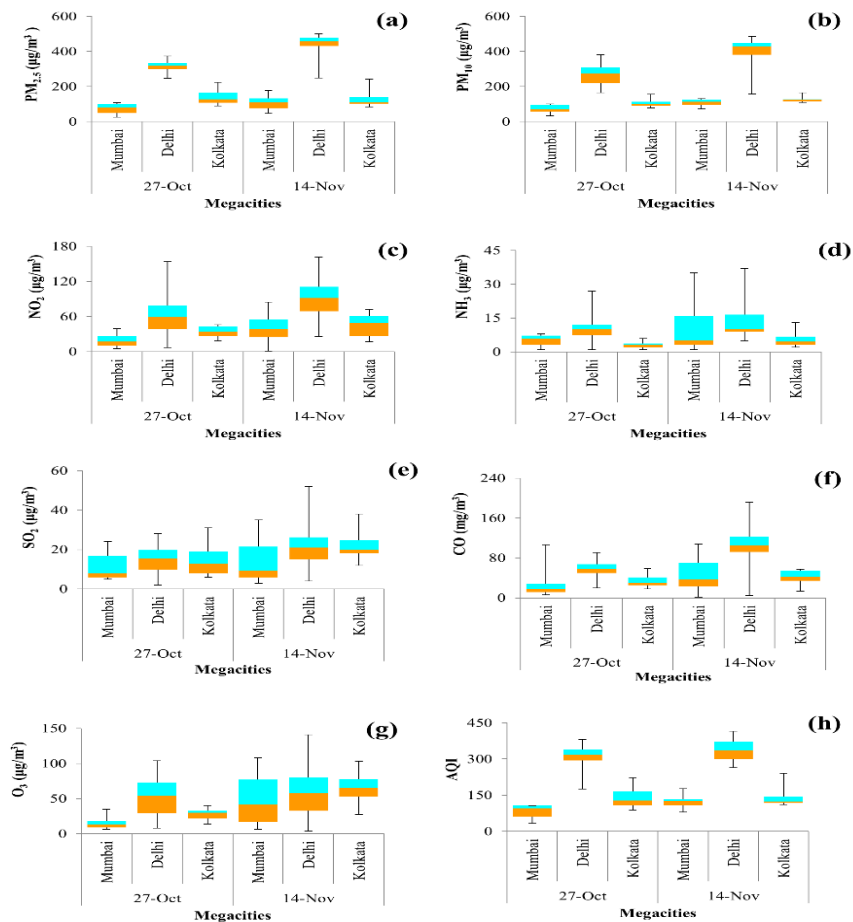 (a)
PM2.5 (μg/m³)
600
400
200
0
Mumbai
Delhi
Kolkata
Mumbai
Delhi
Kolkata
27-Oct
14-Nov
Megacities
(b)
PM10 (μg/m³)
600
400
200
0
Mumbai
Delhi
Kolkata
Mumbai
Delhi
Kolkata
27-Oct
14-Nov
Megacities
(c)
NO2 (μg/m³)
180
120
60
0
Mumbai
Delhi
Kolkata
Mumbai
Delhi
Kolkata
27-Oct
14-Nov
Megacities
(d)
NH3 (μg/m³)
45
30
15
0
Mumbai
Delhi
Kolkata
Mumbai
Delhi
Kolkata
27-Oct
14-Nov
Megacities
(e)
SO2 (μg/m³)
60
40
20
0
Mumbai
Delhi
Kolkata
Mumbai
Delhi
Kolkata
27-Oct
14-Nov
Megacities
(f)
CO (mg/m³)
240
160
80
0
Mumbai
Delhi
Kolkata
Mumbai
Delhi
Kolkata
27-Oct
14-Nov
Megacities
(g)
O3 (μg/m³)
150
100
50
0
Mumbai
Delhi
Kolkata
Mumbai
Delhi
Kolkata
27-Oct
14-Nov
Megacities
(h)
AQI
450
300
150
0
Mumbai
Delhi
Kolkata
Mumbai
Delhi
Kolkata
27-Oct
14-Nov
Megacities